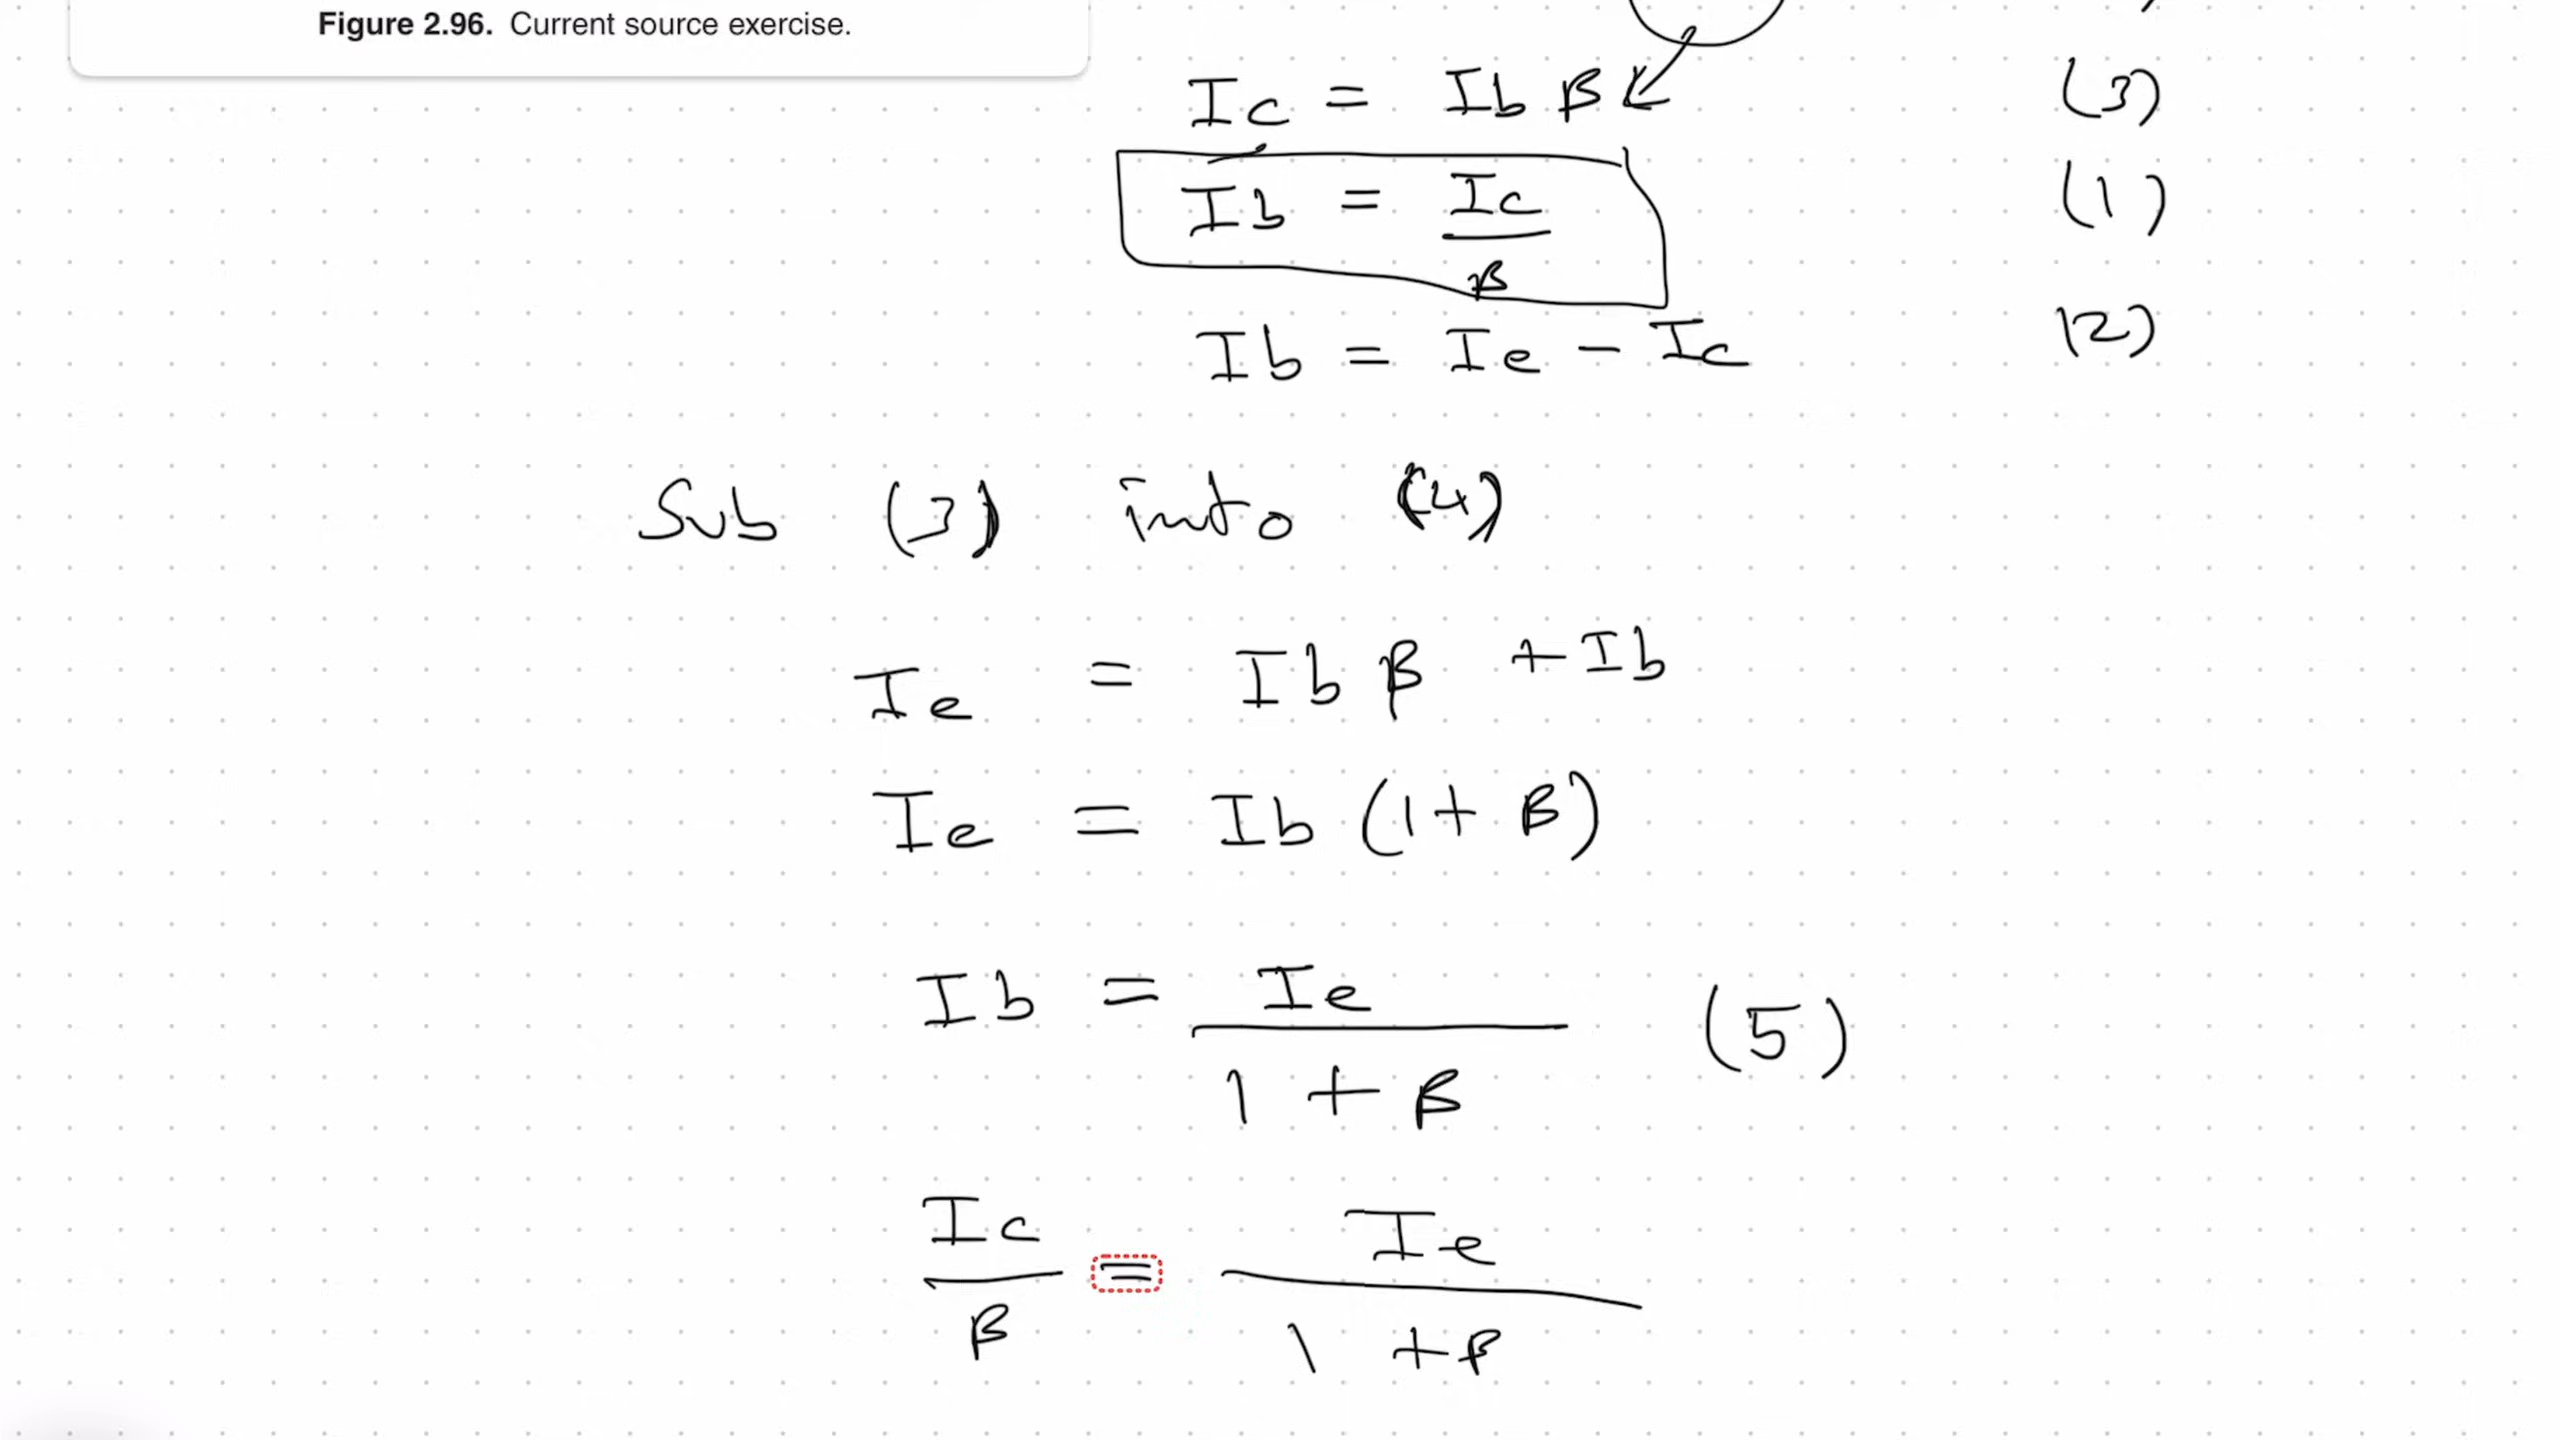 Figure 2.96. Current source exercise.
Ic = Ib β (3)
Ib = Ic / β (1)
Ib = Ie - Ic (2)
Sub (3) into (4)
Ie = Ib β + Ib
Ie = Ib (1 + β)
Ib = Ie / 1 + β (5)
Ic / β = Ie / 1 + β